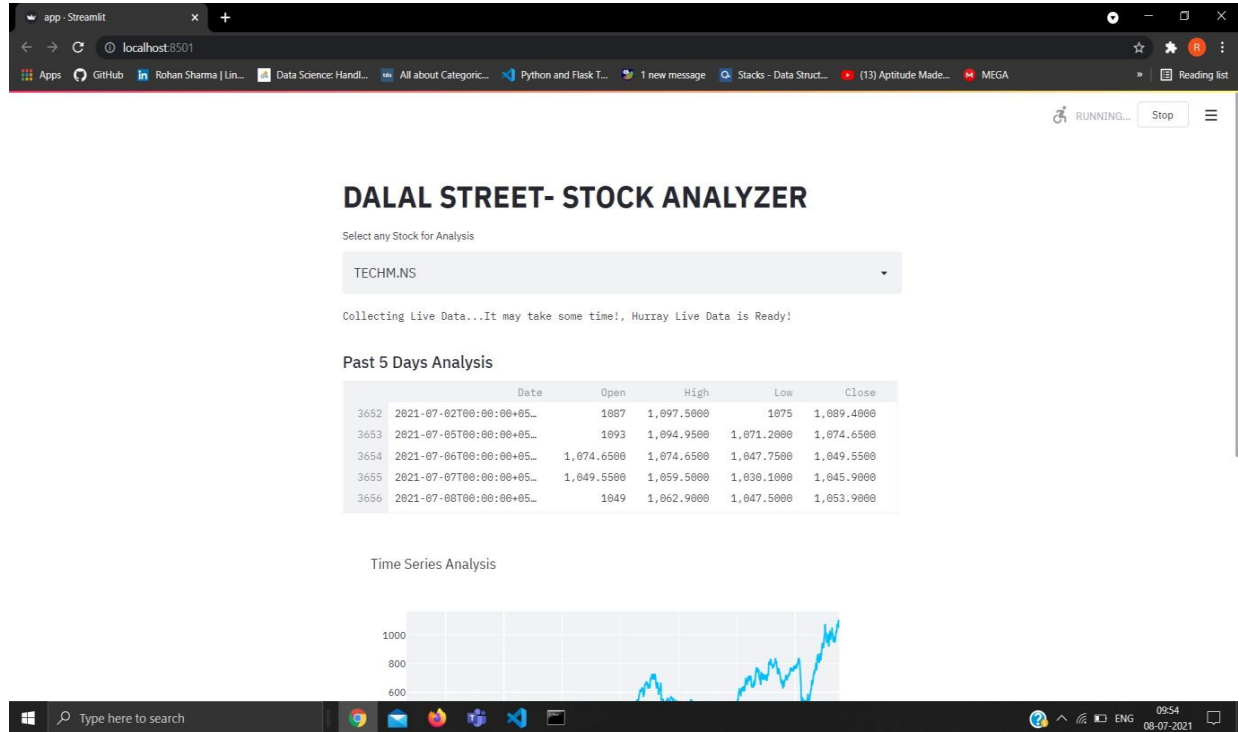 app · Streamlit
localhost:8501
Apps GitHub Rohan Sharma | Lin... Data Science: Handl... All about Categoric... Python and Flask T... 1 new message Stacks - Data Struct... (13) Aptitude Made... MEGA » Reading list
RUNNING... Stop
DALAL STREET- STOCK ANALYZER
Select any Stock for Analysis
TECHM.NS
Collecting Live Data...It may take some time!, Hurray Live Data is Ready!
Past 5 Days Analysis
Date Open High Low Close
3652 2021-07-02T00:00:00+05… 1087 1,097.5000 1075 1,089.4000
3653 2021-07-05T00:00:00+05… 1093 1,094.9500 1,071.2000 1,074.6500
3654 2021-07-06T00:00:00+05… 1,074.6500 1,074.6500 1,047.7500 1,049.5500
3655 2021-07-07T00:00:00+05… 1,049.5500 1,059.5000 1,030.1000 1,045.9000
3656 2021-07-08T00:00:00+05… 1049 1,062.9000 1,047.5000 1,053.9000
Time Series Analysis
1000
800
600
Type here to search
ENG
09:54
08-07-2021